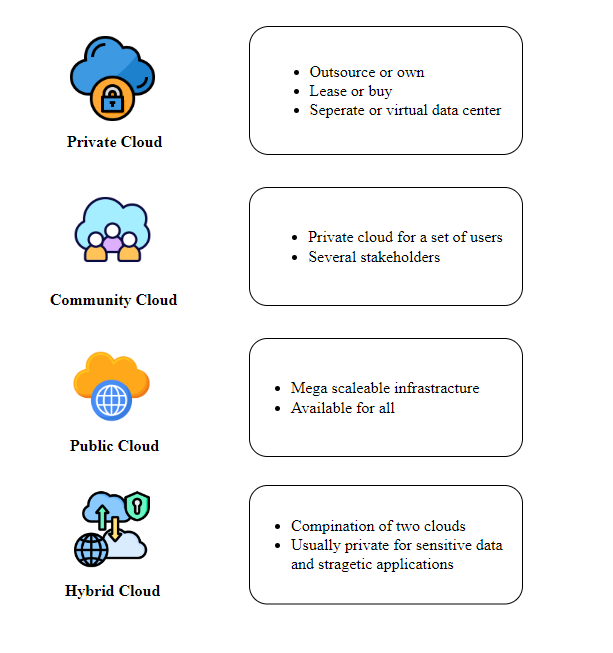 Private Cloud
• Outsource or own
• Lease or buy
• Seperate or virtual data center
Community Cloud
• Private cloud for a set of users
• Several stakeholders
Public Cloud
• Mega scaleable infrastracture
• Available for all
Hybrid Cloud
• Compination of two clouds
• Usually private for sensitive data
and stragetic applications